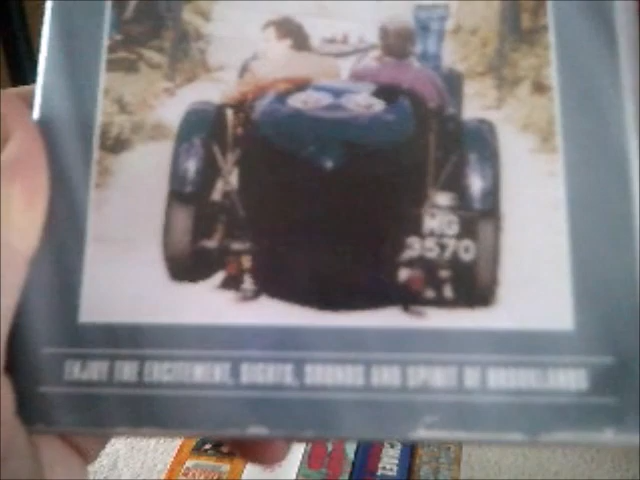 MG
3570
ENJOY THE EXCITEMENT, SIGHTS, SOUNDS AND SPIRIT OF BROOKLANDS